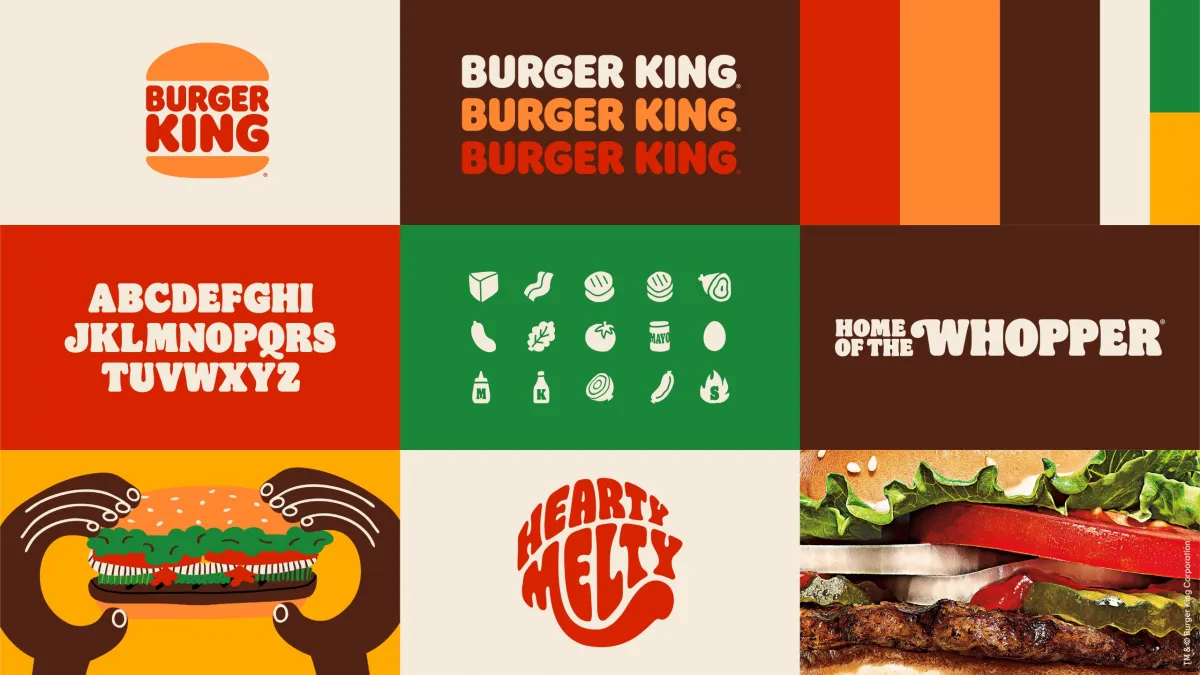 BURGER
KING®
BURGER KING®
BURGER KING®
BURGER KING®
ABCDEFGHI
JKLMNOPQRS
TUVWXYZ
MAYO
M
K
S
HOME
OF THE
WHOPPER®
HEARTY
MELTY
TM & © Burger King Corporation